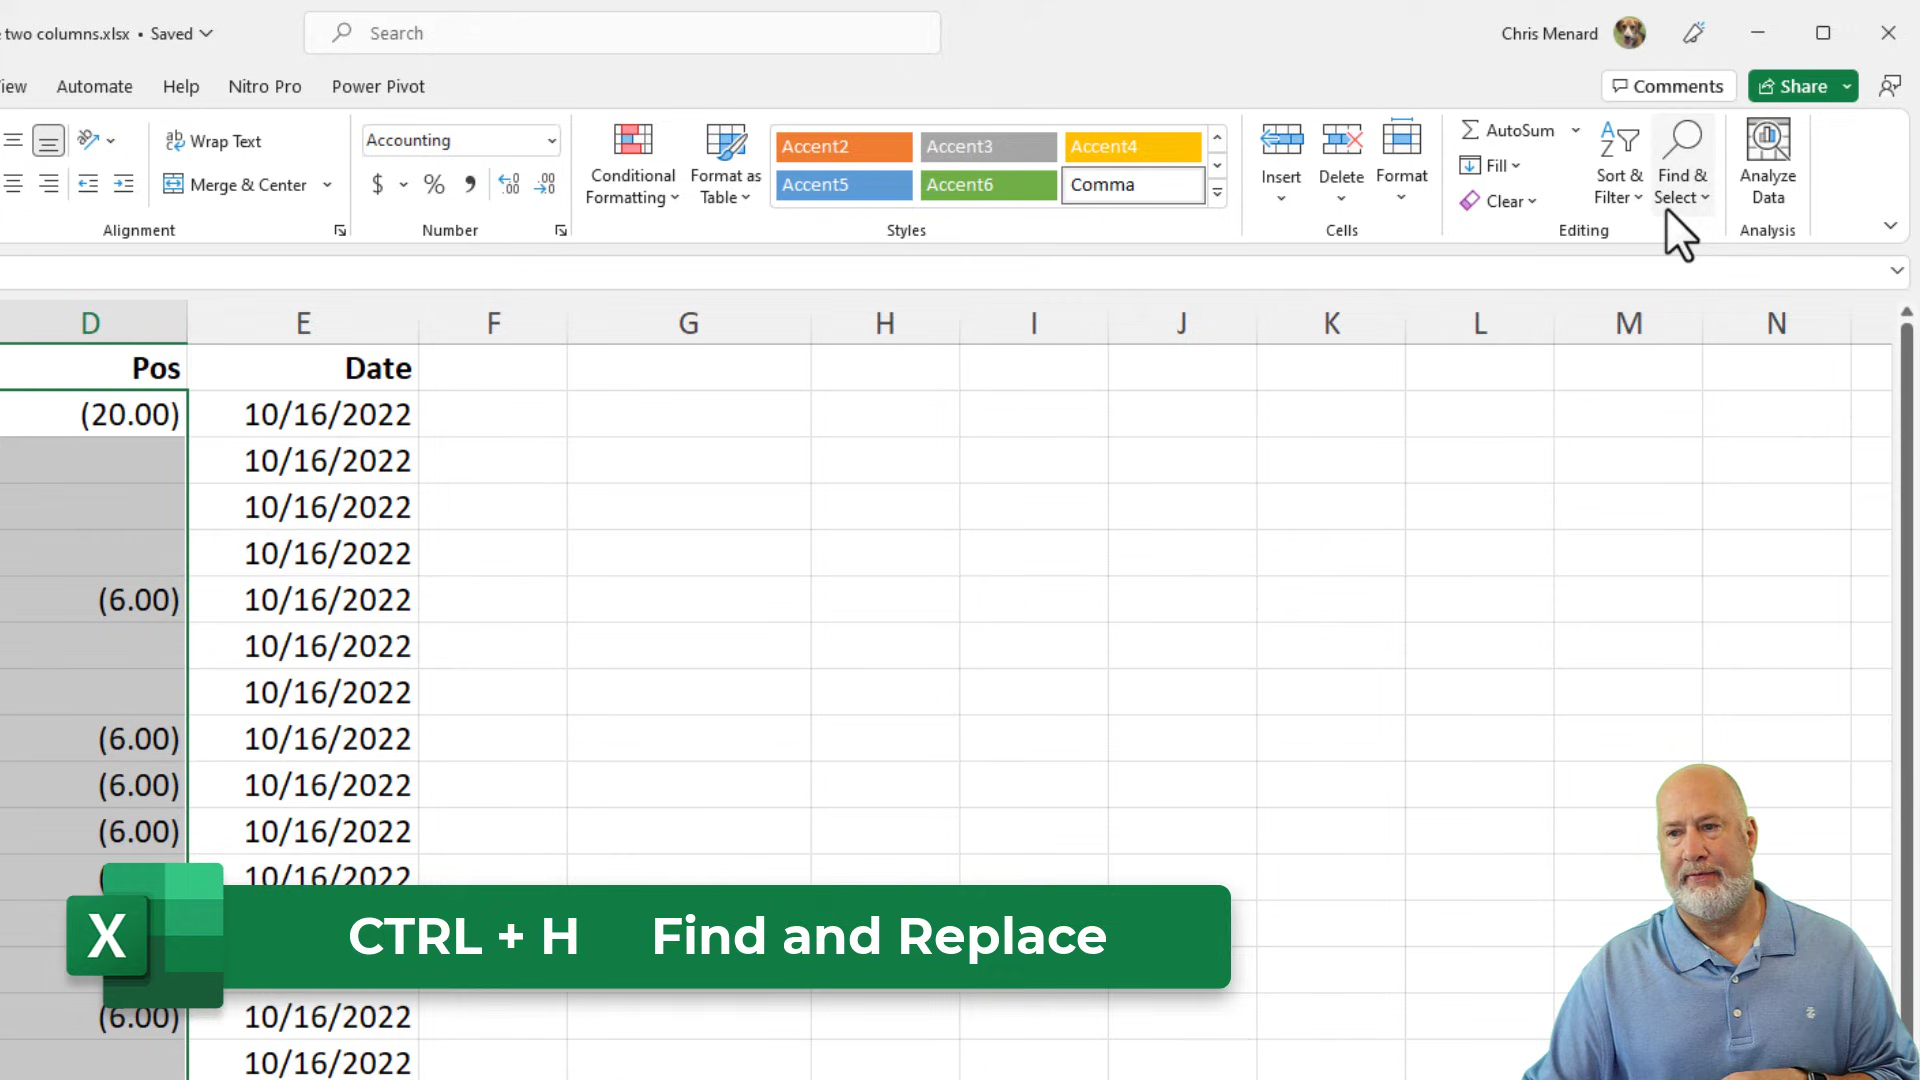 two columns.xlsx • Saved
Search
Chris Menard
Automate Help Nitro Pro Power Pivot
Comments
Share
ab Wrap Text
Merge & Center
Alignment
Accounting
$ % 9 .00
Number
Conditional Formatting
Format as Table
Accent2 Accent3 Accent4
Accent5 Accent6 Comma
Styles
Insert Delete Format
Cells
AutoSum
Fill
Clear
Sort & Filter
Find & Select
Editing
Analyze Data
Analysis
D E F G H I J K L M N
Pos Date
(20.00) 10/16/2022
10/16/2022
10/16/2022
10/16/2022
(6.00) 10/16/2022
10/16/2022
10/16/2022
(6.00) 10/16/2022
(6.00) 10/16/2022
(6.00) 10/16/2022
10/16/2022
X CTRL + H Find and Replace
(6.00) 10/16/2022
10/16/2022